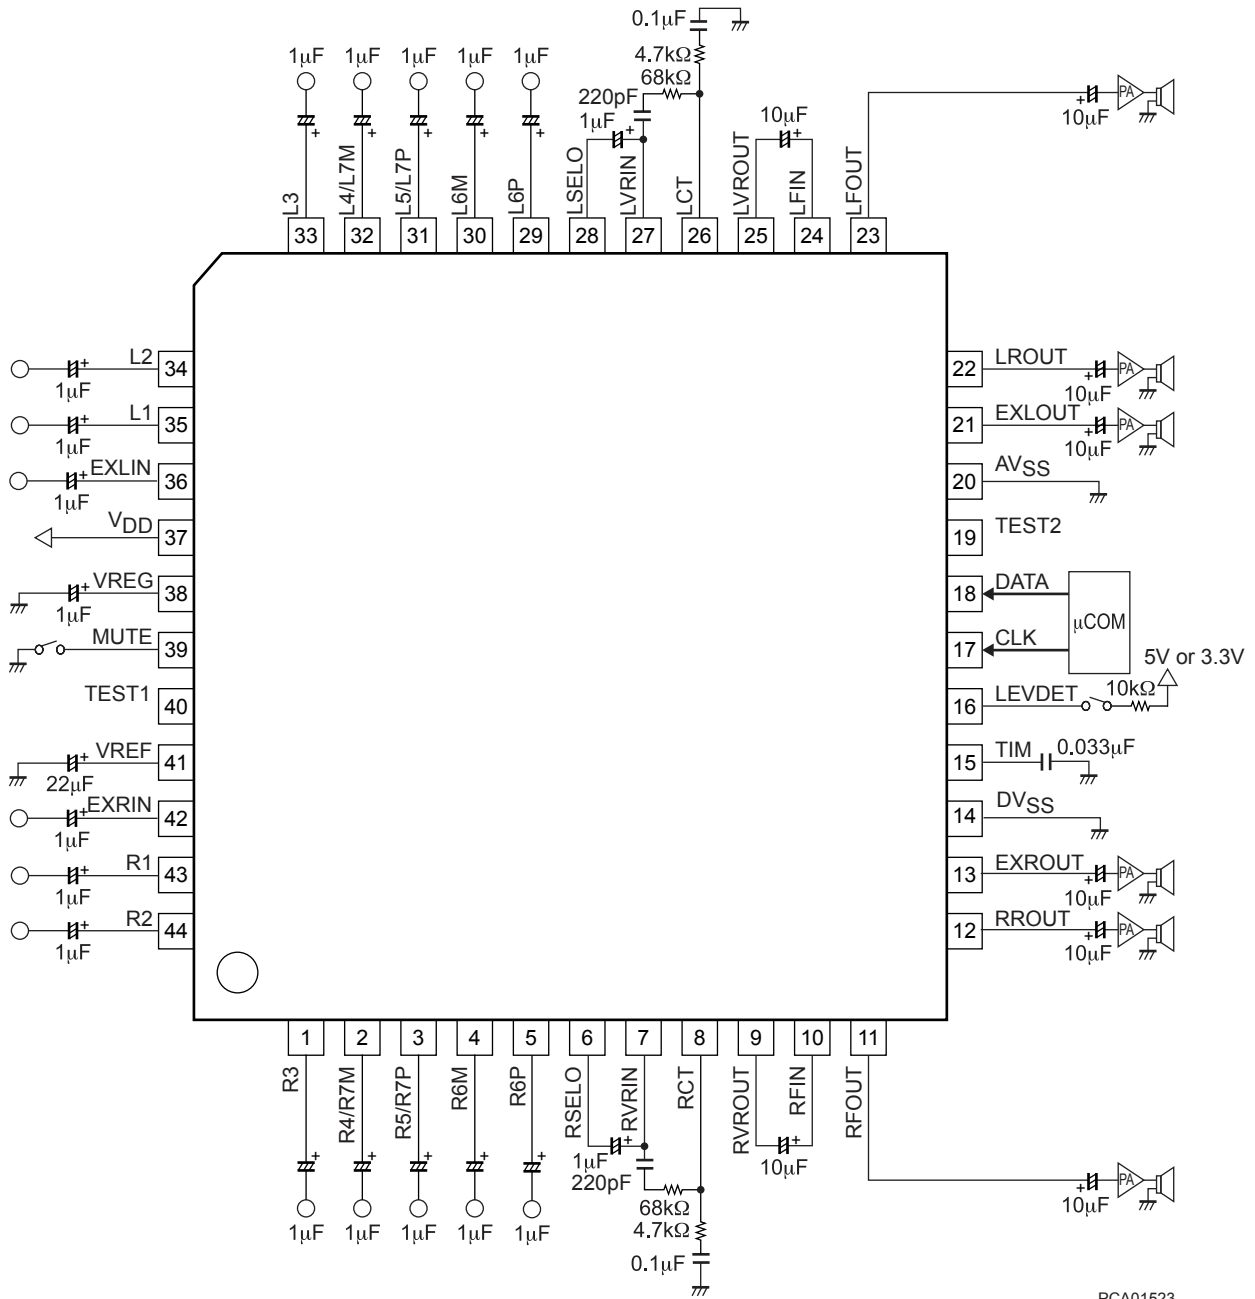 0.1μF
4.7kΩ
68kΩ
1μF 1μF 1μF 1μF 1μF
220pF
1μF
10μF
PA
10μF
L3
L4/L7M
L5/L7P
L6M
L6P
LSELO
LVRIN
LCT
LVROUT
LFIN
LFOUT
33 32 31 30 29 28 27 26 25 24 23
L2 34
1μF
L1 35
1μF
EXLIN 36
1μF
VDD 37
VREG 38
1μF
MUTE 39
TEST1 40
VREF 41
22μF
EXRIN 42
1μF
R1 43
1μF
R2 44
1μF
22 LROUT PA
10μF
21 EXLOUT PA
10μF
20 AVSS
19 TEST2
18 DATA
μCOM
17 CLK
5V or 3.3V
16 LEVDET 10kΩ
15 TIM 0.033μF
14 DVSS
13 EXROUT PA
10μF
12 RROUT PA
10μF
1 2 3 4 5 6 7 8 9 10 11
R3
R4/R7M
R5/R7P
R6M
R6P
RSELO
RVRIN
RCT
RVROUT
RFIN
RFOUT
1μF
220pF
10μF
PA
10μF
68kΩ
4.7kΩ
1μF 1μF 1μF 1μF 1μF
0.1μF
PCA01523